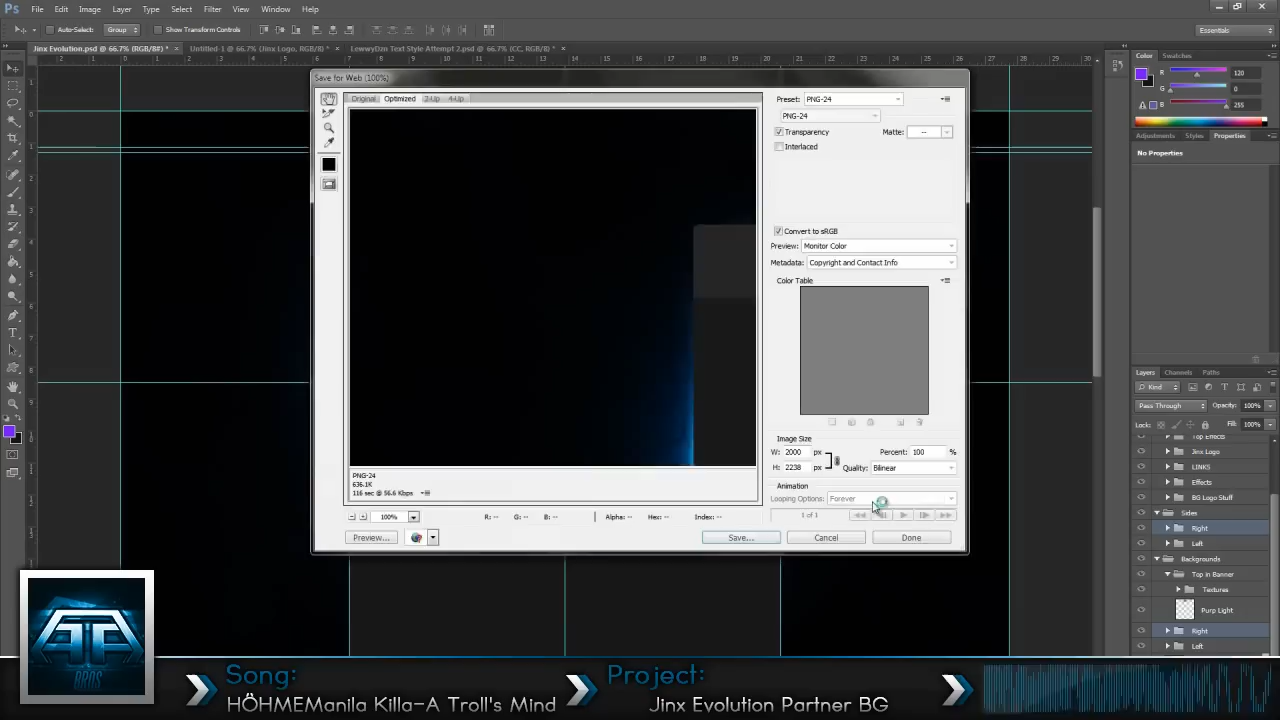 Ps File Edit Image Layer Type Select Filter View Window Help
Auto-Select: Group Show Transform Controls Essentials
Jinx Evolution.psd @ 66.7% (RGB/8#) * Untitled-1 @ 66.7% (Jinx Logo, RGB/8) * LewwyDzm Text Style Attempt 2.psd @ 66.7% (CC, RGB/8) *
Save for Web (100%)
Original Optimized 2-Up 4-Up
Preset: PNG-24
PNG-24
Transparency Matte: --
Interlaced
Convert to sRGB
Preview: Monitor Color
Metadata: Copyright and Contact Info
Color Table
Image Size
W: 2000 px Percent: 100 %
H: 2238 px Quality: Bilinear
Animation
Looping Options: Forever
1 of 1
PNG-24
636.1K
116 sec @ 56.6 Kbps
100% R: -- G: -- B: -- Alpha: -- Hex: -- Index: --
Preview... Save... Cancel Done
Color Swatches
R 120
G 0
B 255
Adjustments Styles Properties
No Properties
Layers Channels Paths
Kind
Pass Through Opacity: 100%
Lock: Fill: 100%
Top Effects
Jinx Logo
LINKS
Effects
BG Logo Stuff
Sides
Right
Left
Backgrounds
Top in Banner
Textures
Purp Light
Right
Left
BROS
Song:
HÖHMEManila Killa-A Troll's Mind
Project:
Jinx Evolution Partner BG